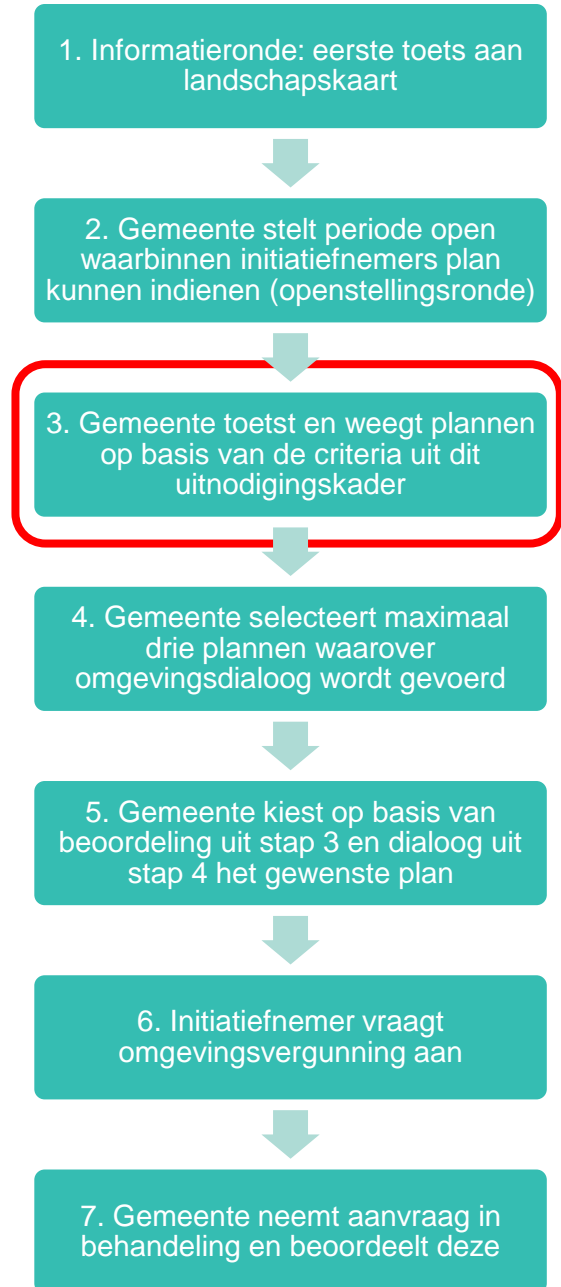 1. Informatieronde: eerste toets aan
landschapskaart
2. Gemeente stelt periode open
waarbinnen initiatiefnemers plan
kunnen indienen (openstellingsronde)
3. Gemeente toetst en weegt plannen
op basis van de criteria uit dit
uitnodigingskader
4. Gemeente selecteert maximaal
drie plannen waarover
omgevingsdialoog wordt gevoerd
5. Gemeente kiest op basis van
beoordeling uit stap 3 en dialoog uit
stap 4 het gewenste plan
6. Initiatiefnemer vraagt
omgevingsvergunning aan
7. Gemeente neemt aanvraag in
behandeling en beoordeelt deze